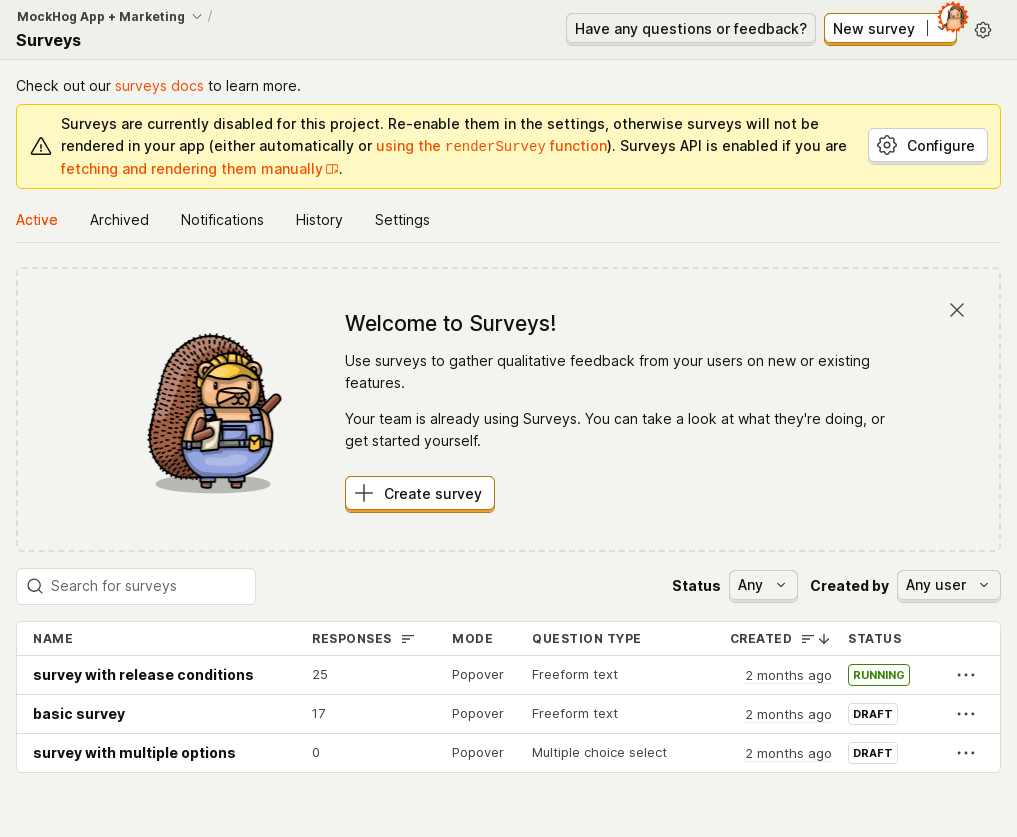 MockHog App + Marketing /
Surveys
Have any questions or feedback?
New survey
Check out our surveys docs to learn more.
Surveys are currently disabled for this project. Re-enable them in the settings, otherwise surveys will not be
rendered in your app (either automatically or using the renderSurvey function). Surveys API is enabled if you are
fetching and rendering them manually.
Configure
Active Archived Notifications History Settings
Welcome to Surveys!
Use surveys to gather qualitative feedback from your users on new or existing
features.
Your team is already using Surveys. You can take a look at what they're doing, or
get started yourself.
Create survey
Search for surveys
Status Any Created by Any user
NAME RESPONSES MODE QUESTION TYPE CREATED STATUS
survey with release conditions 25 Popover Freeform text 2 months ago RUNNING
basic survey 17 Popover Freeform text 2 months ago DRAFT
survey with multiple options 0 Popover Multiple choice select 2 months ago DRAFT